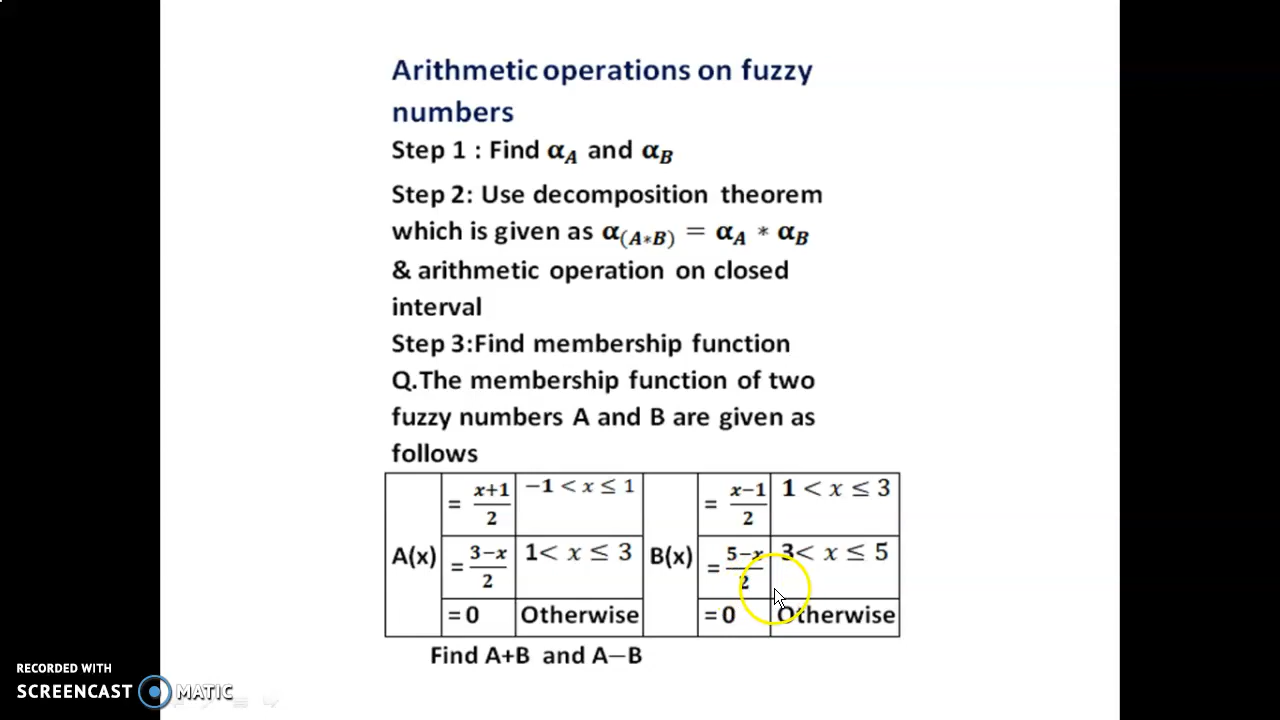 Arithmetic operations on fuzzy
numbers
Step 1 : Find α_A and α_B
Step 2: Use decomposition theorem
which is given as α_(A∗B) = α_A ∗ α_B
& arithmetic operation on closed
interval
Step 3:Find membership function
Q.The membership function of two
fuzzy numbers A and B are given as
follows
A(x) = (x+1)/2 −1 < x ≤ 1
= (3−x)/2 1< x ≤ 3
=0 Otherwise
B(x) = (x−1)/2 1 < x ≤ 3
= (5−x)/2 3< x ≤ 5
=0 Otherwise
Find A+B and A−B
RECORDED WITH
SCREENCAST MATIC